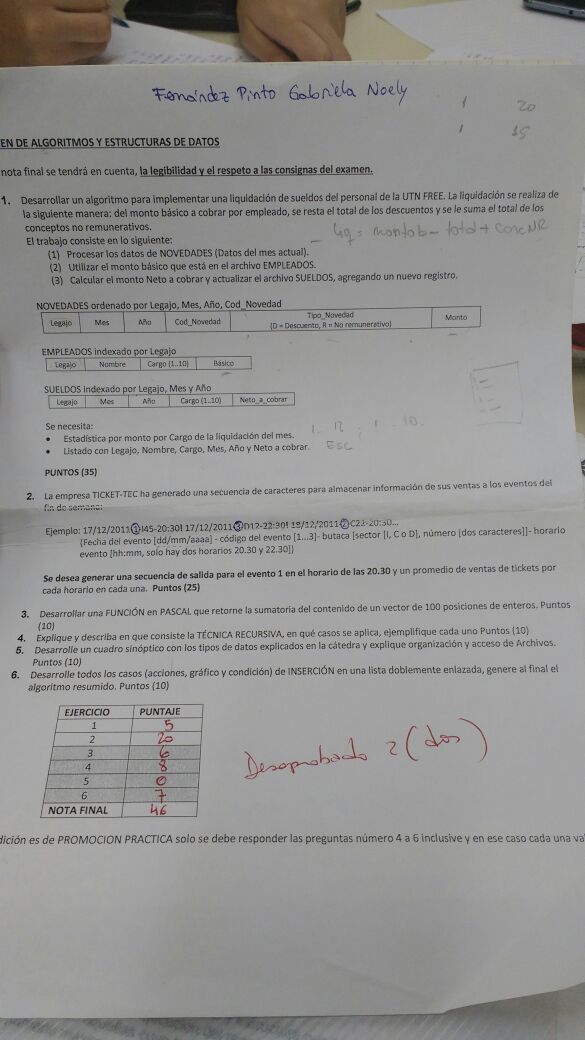 Fernández Pinto Gabriela Noely
1 20
1 15
EN DE ALGORITMOS Y ESTRUCTURAS DE DATOS
nota final se tendrá en cuenta, la legibilidad y el respeto a las consignas del examen.
1. Desarrollar un algoritmo para implementar una liquidación de sueldos del personal de la UTN FREE. La liquidación se realiza de
la siguiente manera: del monto básico a cobrar por empleado, se resta el total de los descuentos y se le suma el total de los
conceptos no remunerativos.
Liq = montob - total + concNR
El trabajo consiste en lo siguiente:
(1) Procesar los datos de NOVEDADES (Datos del mes actual).
(2) Utilizar el monto básico que está en el archivo EMPLEADOS.
(3) Calcular el monto Neto a cobrar y actualizar el archivo SUELDOS, agregando un nuevo registro.
NOVEDADES ordenado por Legajo, Mes, Año, Cod_Novedad
Legajo Mes Año Cod_Novedad Tipo_Novedad Monto
(D = Descuento, R = No remunerativo)
EMPLEADOS indexado por Legajo
Legajo Nombre Cargo (1..10) Básico
SUELDOS indexado por Legajo, Mes y Año
Legajo Mes Año Cargo (1..10) Neto_a_cobrar
Se necesita:
• Estadística por monto por Cargo de la liquidación del mes.
• Listado con Legajo, Nombre, Cargo, Mes, Año y Neto a cobrar.
ESC
PUNTOS (35)
2. La empresa TICKET-TEC ha generado una secuencia de caracteres para almacenar información de sus ventas a los eventos del
fin de semana:
Ejemplo: 17/12/2011①I45-20:30! 17/12/2011③D12-22:30! 18/12/2011②C22-20:30...
(Fecha del evento [dd/mm/aaaa] - código del evento [1...3]- butaca [sector [I, C o D], número [dos caracteres]]- horario
evento [hh:mm, solo hay dos horarios 20.30 y 22.30])
Se desea generar una secuencia de salida para el evento 1 en el horario de las 20.30 y un promedio de ventas de tickets por
cada horario en cada una. Puntos (25)
3. Desarrollar una FUNCIÓN en PASCAL que retorne la sumatoria del contenido de un vector de 100 posiciones de enteros. Puntos
(10)
4. Explique y describa en que consiste la TÉCNICA RECURSIVA, en qué casos se aplica, ejemplifique cada uno Puntos (10)
5. Desarrolle un cuadro sinóptico con los tipos de datos explicados en la cátedra y explique organización y acceso de Archivos.
Puntos (10)
6. Desarrolle todos los casos (acciones, gráfico y condición) de INSERCIÓN en una lista doblemente enlazada, genere al final el
algoritmo resumido. Puntos (10)
EJERCICIO PUNTAJE
1 5
2 20
3 6
4 8
5 0
6 7
NOTA FINAL 46
Desaprobado 2 (dos)
dición es de PROMOCION PRACTICA solo se debe responder las preguntas número 4 a 6 inclusive y en ese caso cada una va